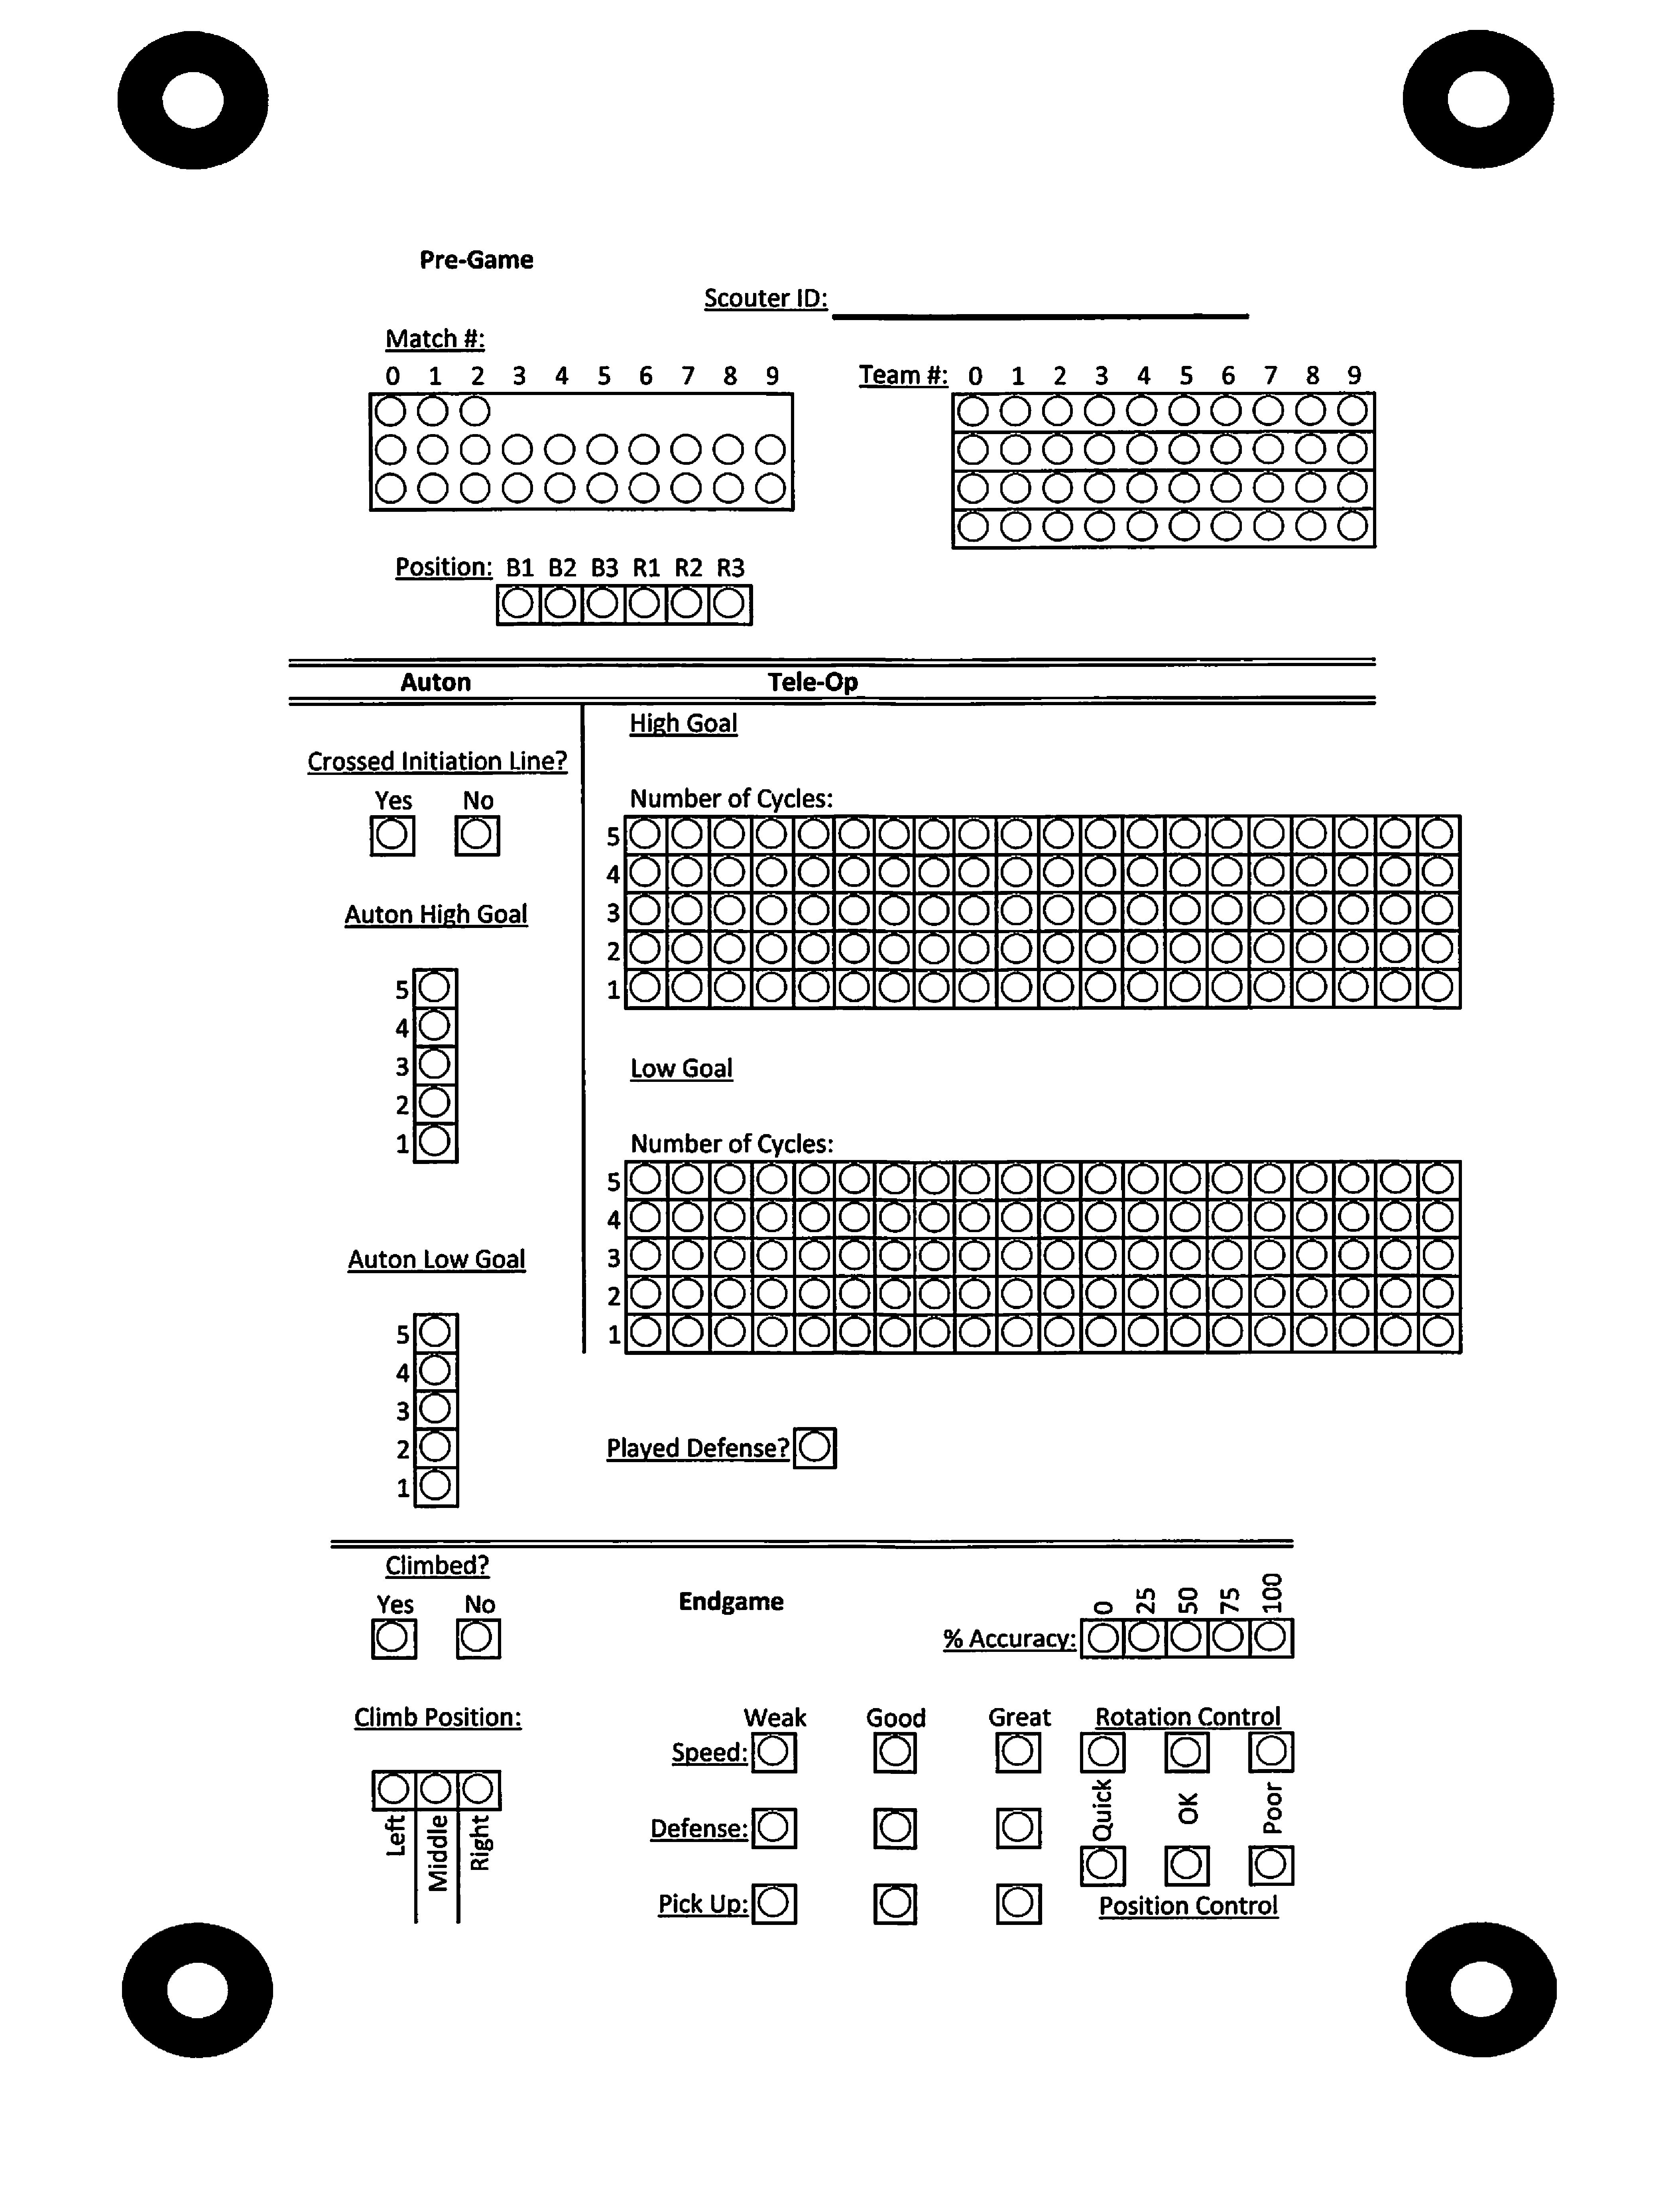 Pre-Game
Scouter ID:
Match #:
0 1 2 3 4 5 6 7 8 9
Team #: 0 1 2 3 4 5 6 7 8 9
Position: B1 B2 B3 R1 R2 R3
Auton
Tele-Op
Crossed Initiation Line?
Yes No
Auton High Goal
5
4
3
2
1
Auton Low Goal
5
4
3
2
1
High Goal
Number of Cycles:
5
4
3
2
1
Low Goal
Number of Cycles:
5
4
3
2
1
Played Defense?
Climbed?
Yes No
Endgame
0 25 50 75 100
% Accuracy:
Climb Position:
Left Middle Right
Weak Good Great
Speed:
Defense:
Pick Up:
Rotation Control
Quick OK Poor
Position Control